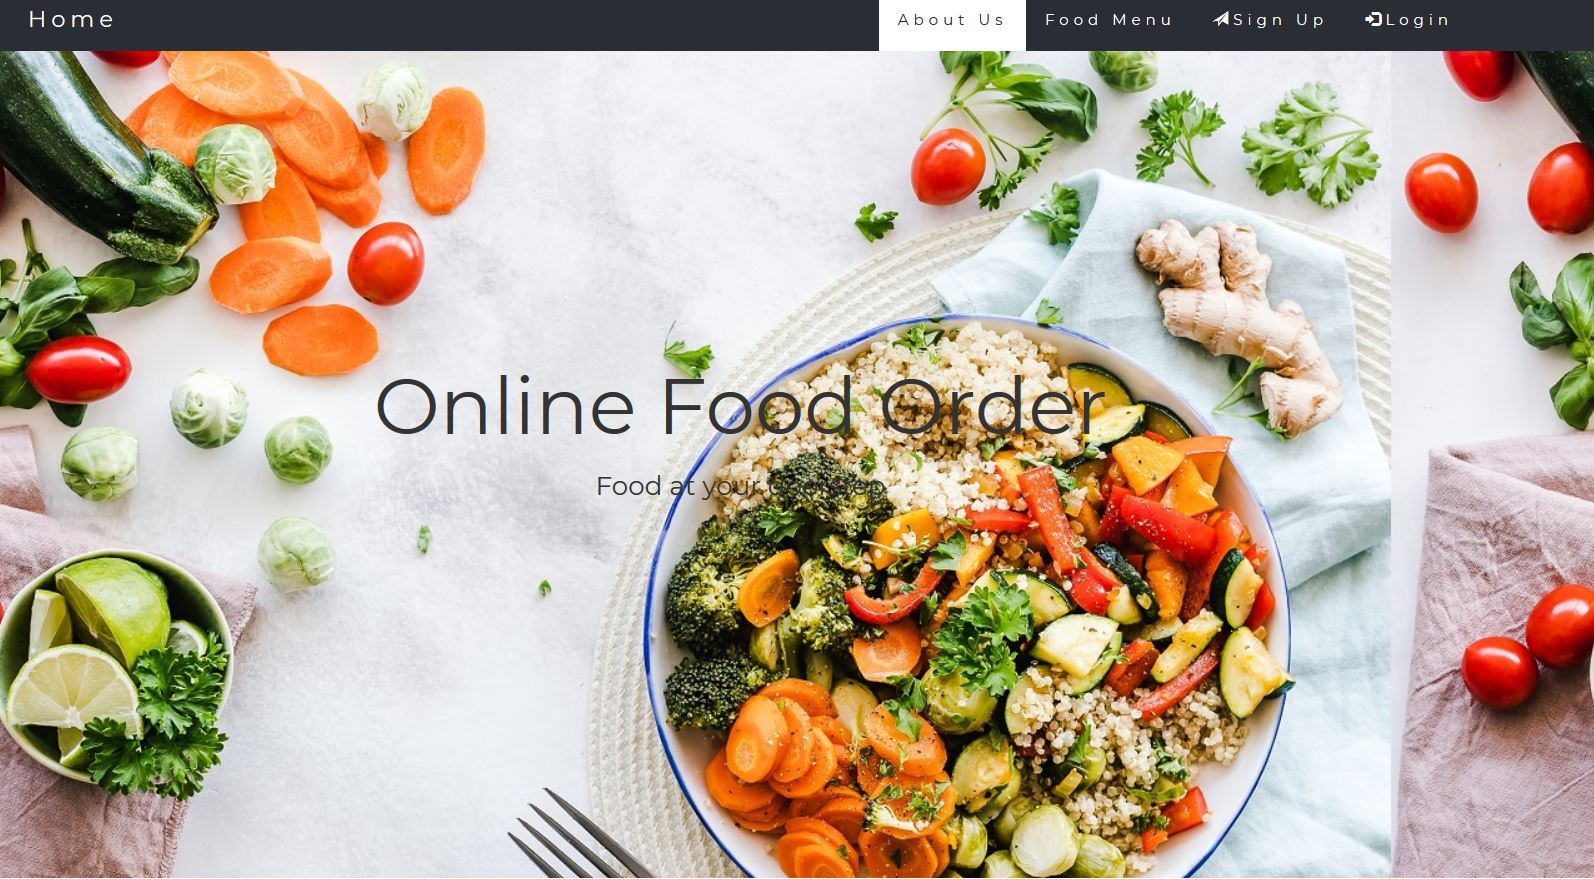 Home
About Us
Food Menu
Sign Up
Login
Online Food Order
Food at your